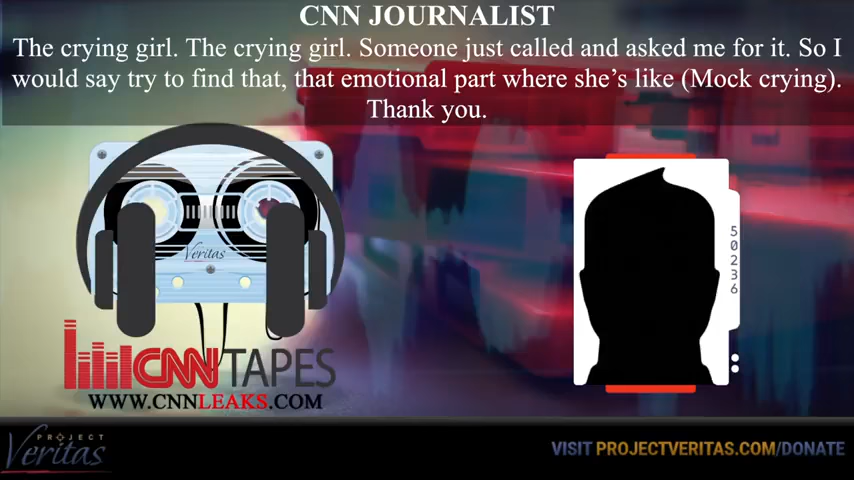 CNN JOURNALIST
The crying girl. The crying girl. Someone just called and asked me for it. So I
would say try to find that, that emotional part where she's like (Mock crying).
Thank you.
Veritas
50236
CNN TAPES
WWW.CNNLEAKS.COM
PROJECT
Veritas
VISIT PROJECTVERITAS.COM/DONATE